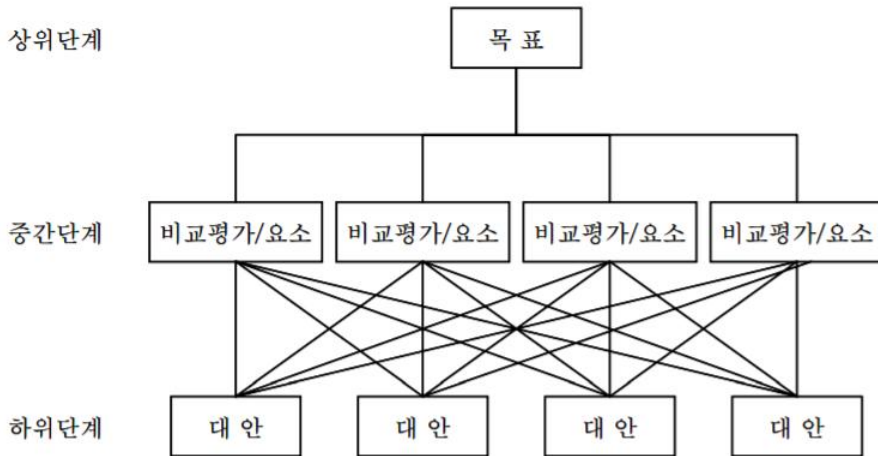 상위단계 목 표
중간단계 비교평가/요소 비교평가/요소 비교평가/요소 비교평가/요소
하위단계 대 안 대 안 대 안 대 안